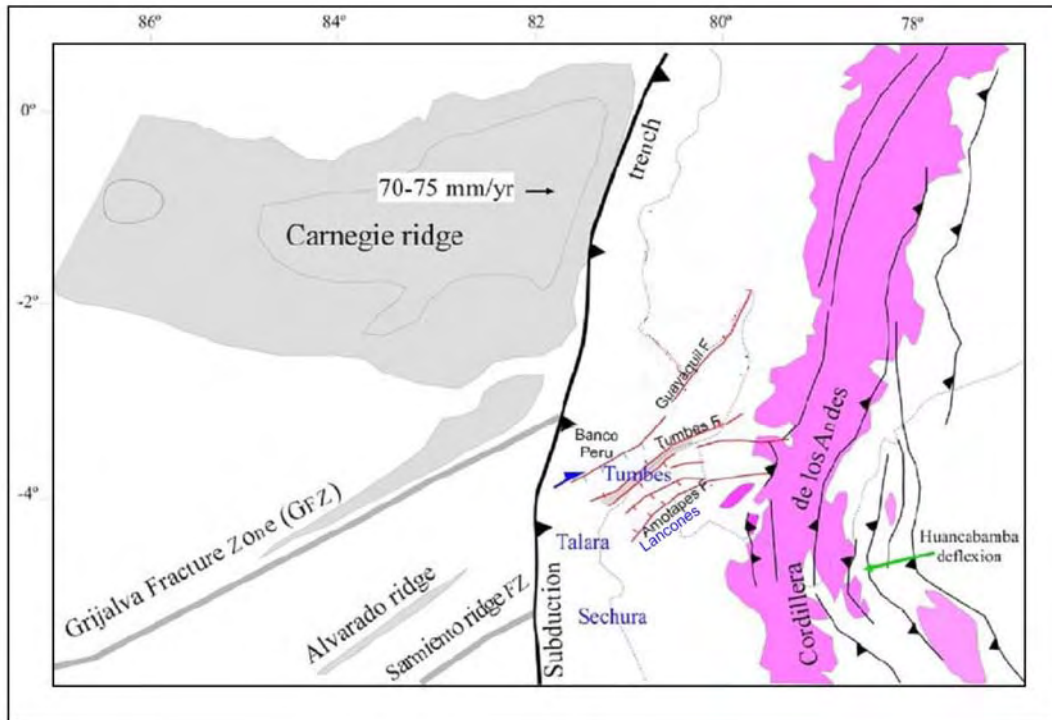 86º
84º
82
80º
78º
0º
-2º
-4º
70-75 mm/yr
Carnegie ridge
trench
Guayaquil F
Banco
Peru
Tumbes F.
Tumbes
Amotapes F.
Lancones
Talara
Sechura
Subduction
Grijalva Fracture Zone (GFZ)
Alvarado ridge
Sarmiento ridge FZ
Cordillera
de los Andes
Huancabamba
deflexion